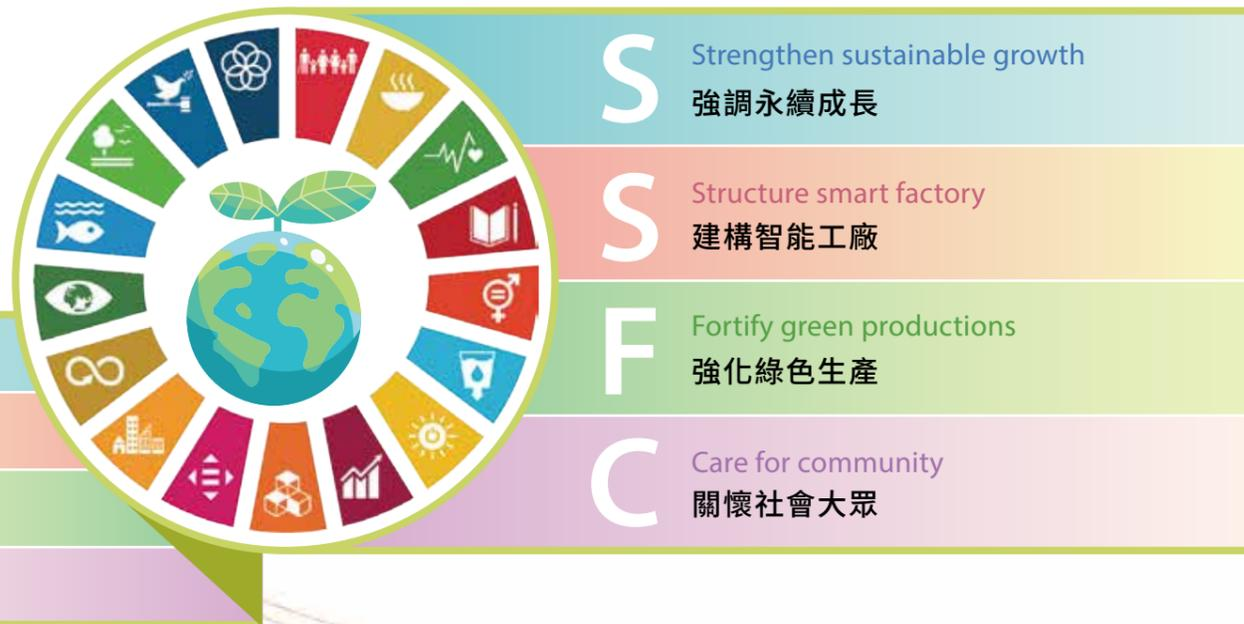 S
Strengthen sustainable growth
強調永續成長
S
Structure smart factory
建構智能工廠
F
Fortify green productions
強化綠色生產
C
Care for community
關懷社會大眾